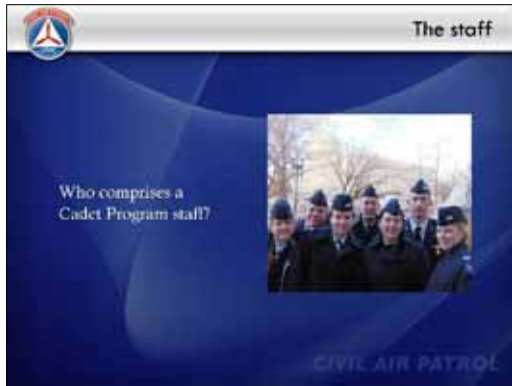 The staff
Who comprises a
Cadet Program staff?
CIVIL AIR PATROL